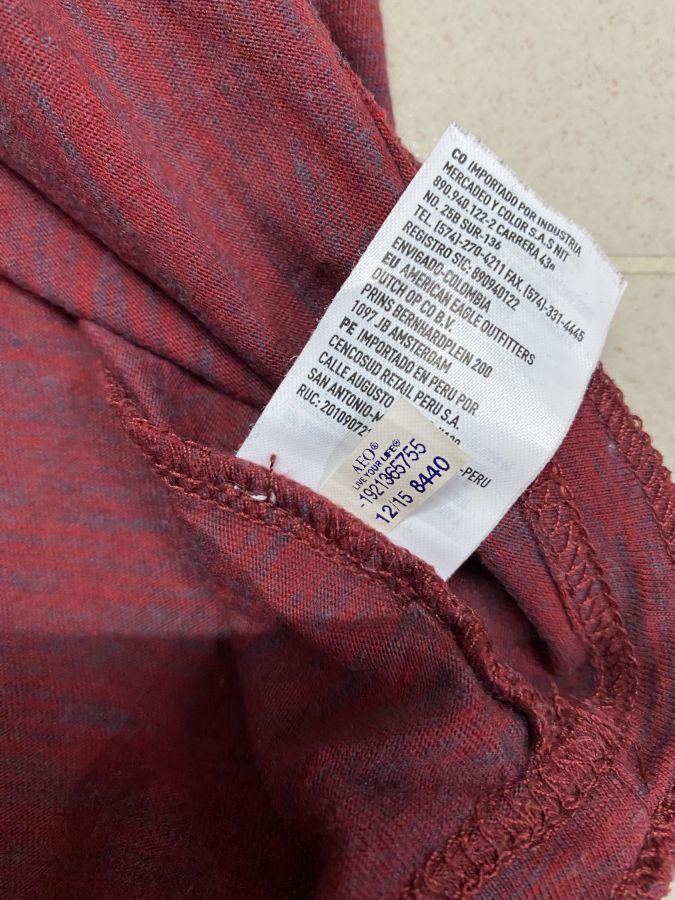 CO IMPORTADO POR INDUSTRIA
MERCADEO Y COLOR S.A.S NIT
890.940.122-2 CARRERA 43a
NO. 25B SUR-136
TEL (574)-270-4211 FAX (574)-331-4445
REGISTRO SIC: 890940122
ENVIGADO-COLOMBIA
EU AMERICAN EAGLE OUTFITTERS
DUTCH OP CO B.V.
PRINS BERNHARDPLEIN 200
1097 JB AMSTERDAM
PE IMPORTADO EN PERU POR
CENCOSUD RETAIL PERU S.A.
CALLE AUGUSTO
SAN ANTONIO-
RUC: 2010907
-PERU
AEO®
LIVE YOUR LIFE®
-1921365755
12/15 8440